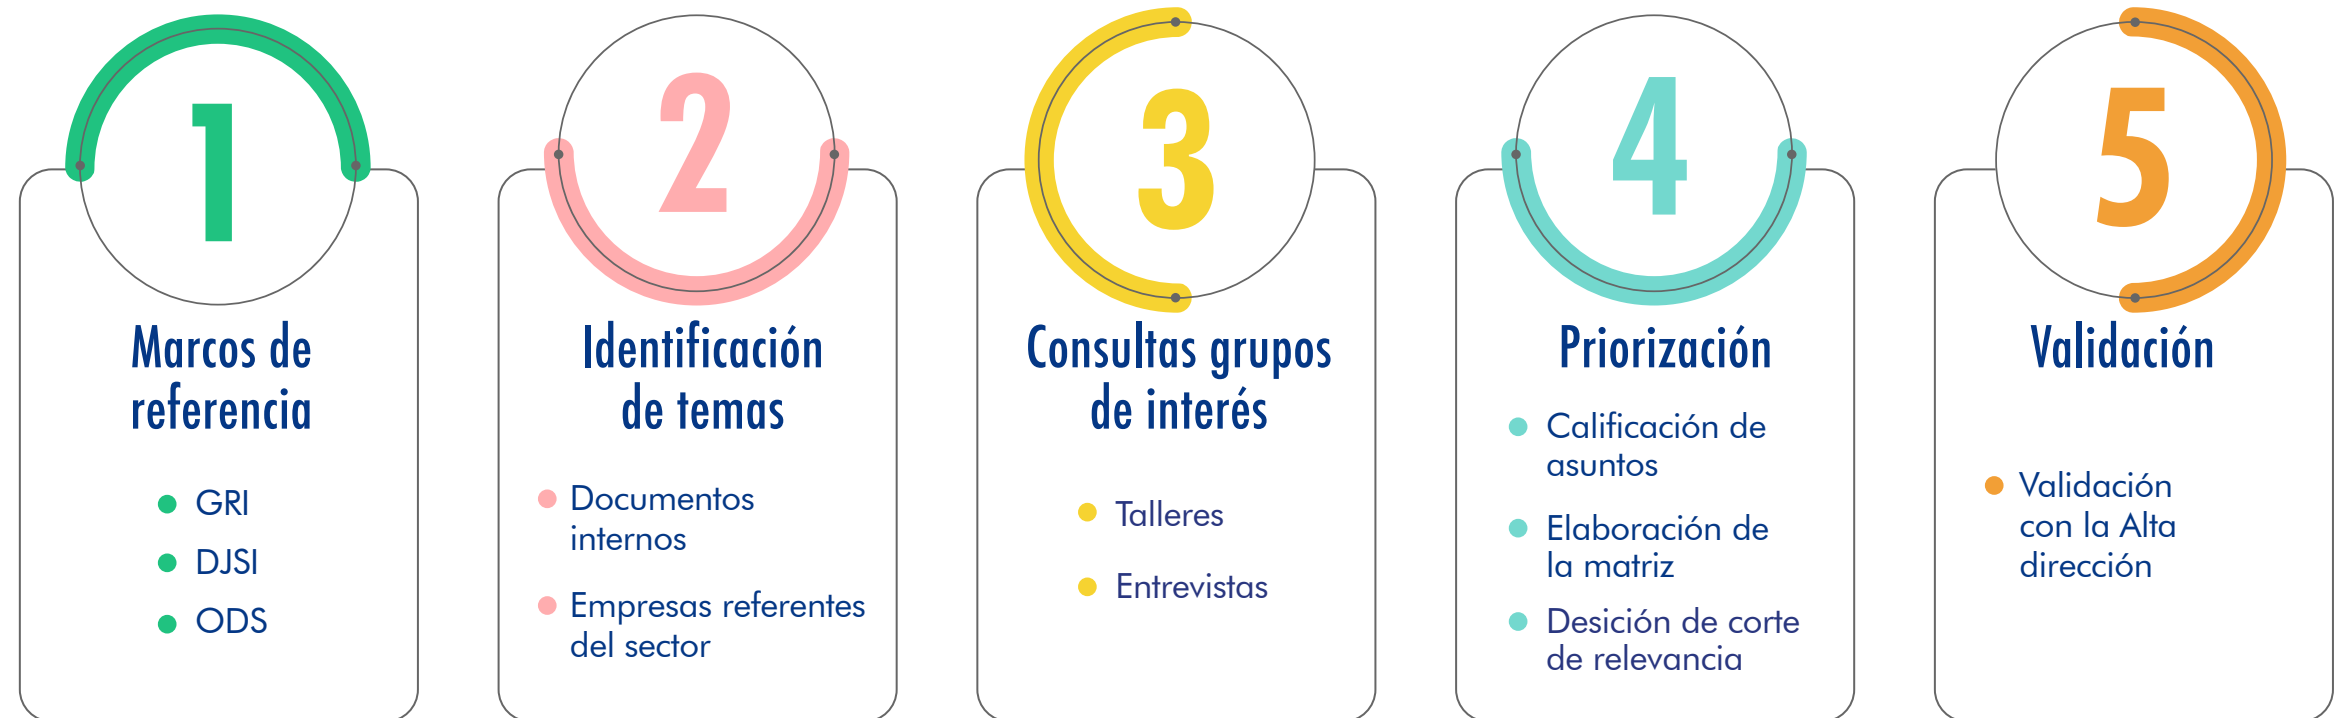 1
Marcos de
referencia
GRI
DJSI
ODS
2
Identificación
de temas
Documentos
internos
Empresas referentes
del sector
3
Consultas grupos
de interés
Talleres
Entrevistas
4
Priorización
Calificación de
asuntos
Elaboración de
la matriz
Desición de corte
de relevancia
5
Validación
Validación
con la Alta
dirección